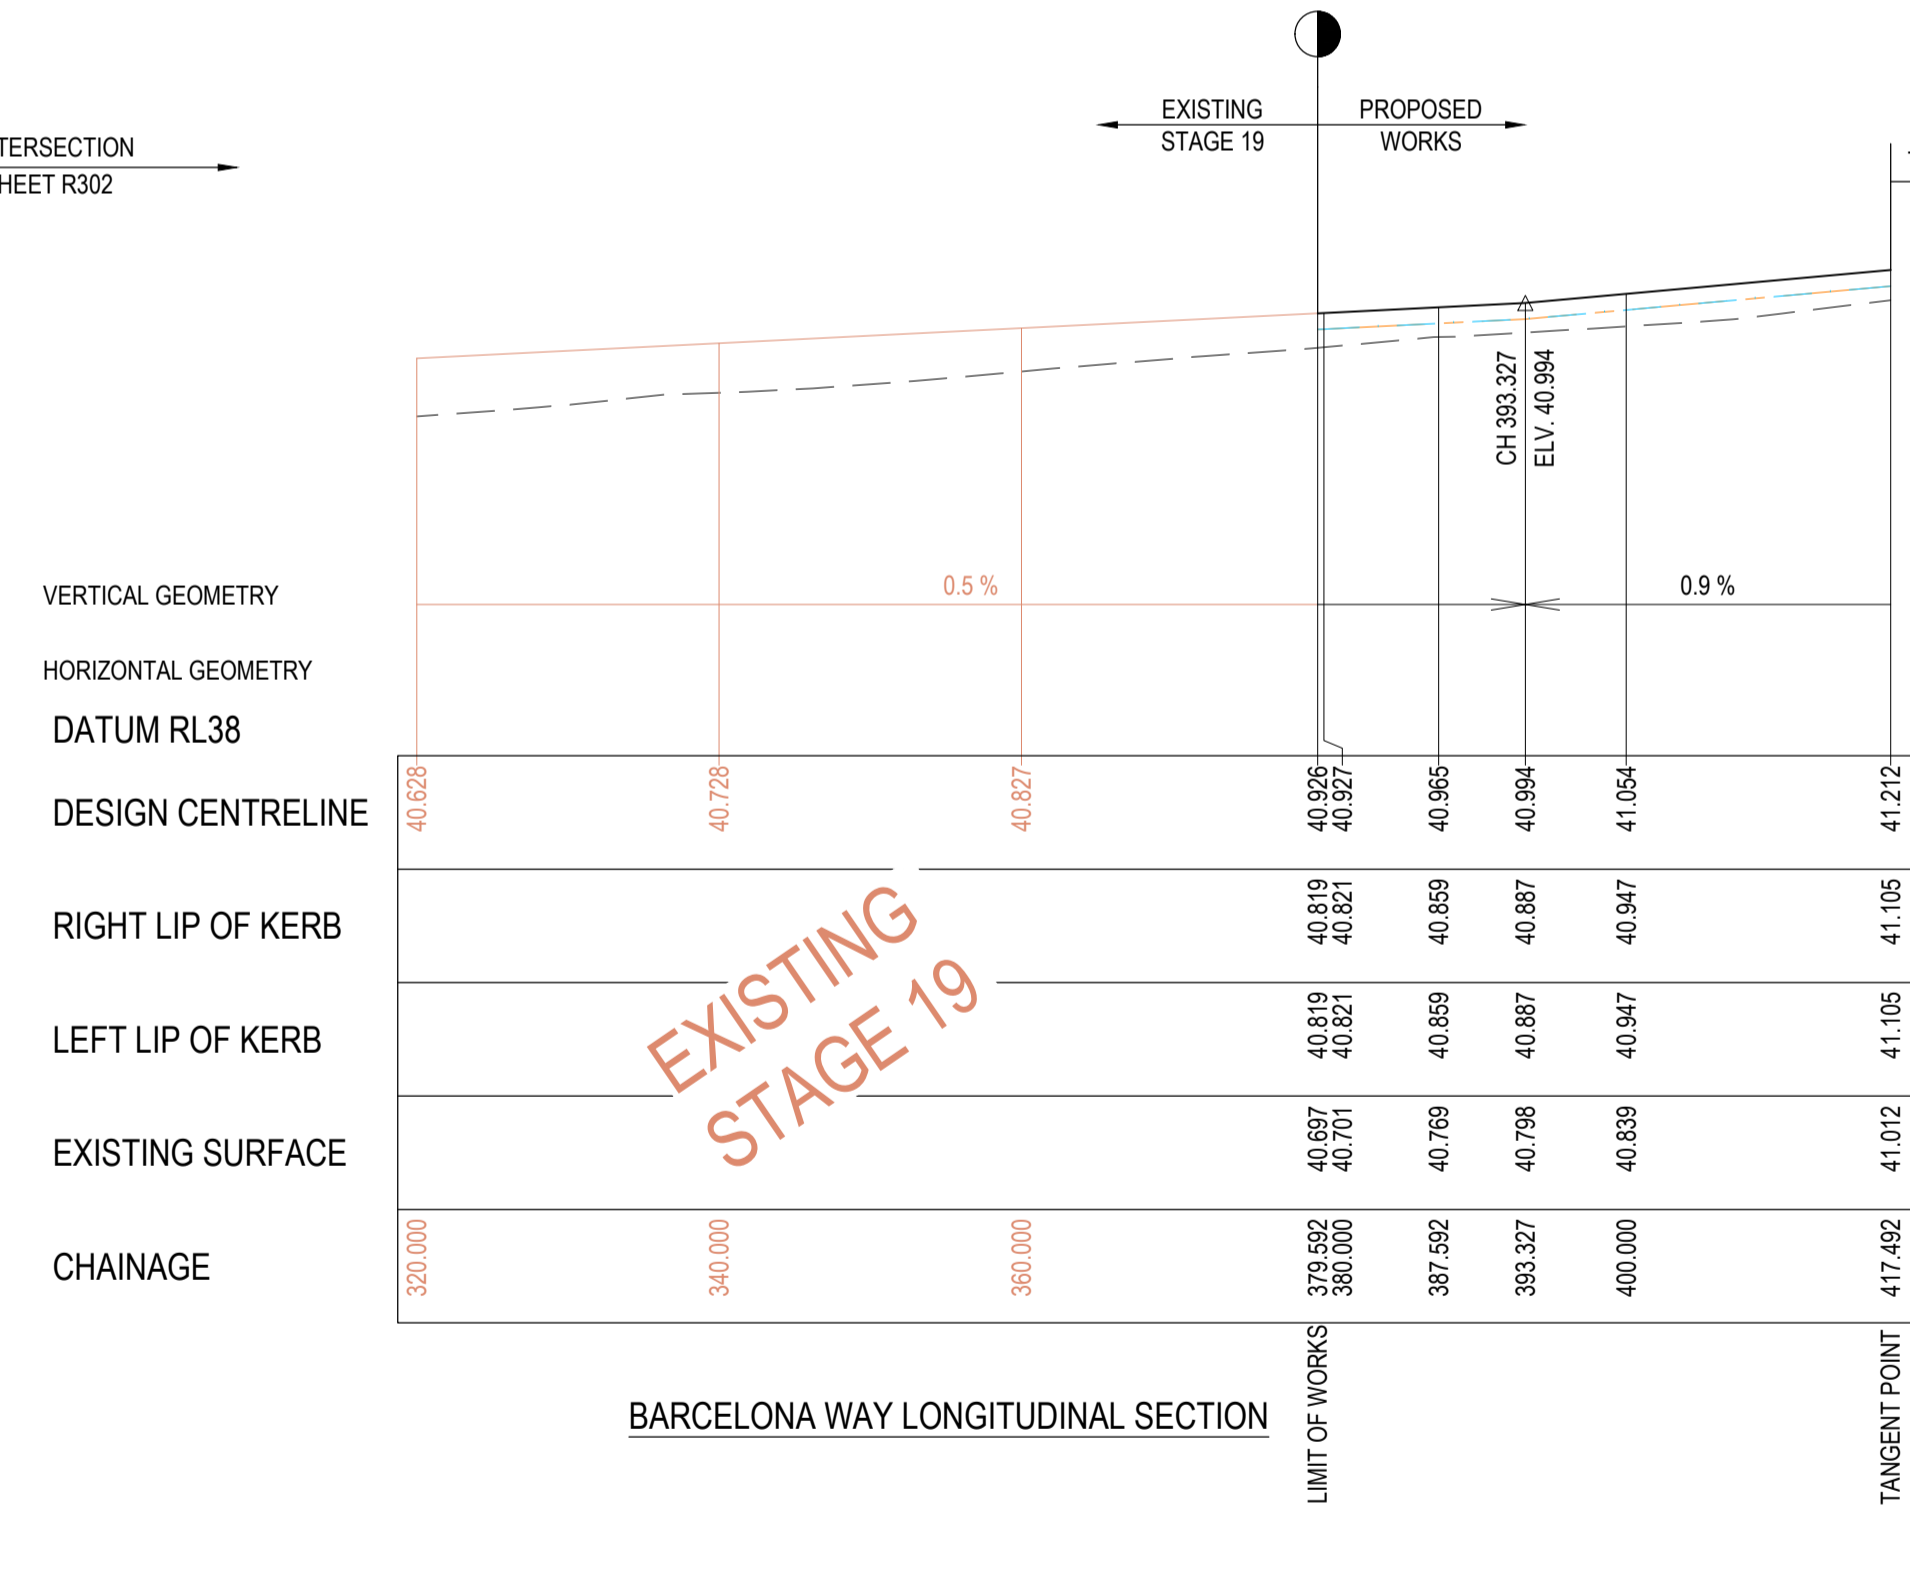 EXISTING
STAGE 19
PROPOSED
WORKS
TERSECTION
HEET R302
CH 393.327
ELV. 40.994
VERTICAL GEOMETRY
0.5 %
0.9 %
HORIZONTAL GEOMETRY
DATUM RL38
DESIGN CENTRELINE 40.628 40.728 40.827 40.926 40.927 40.965 40.994 41.054 41.212
RIGHT LIP OF KERB 40.819 40.821 40.859 40.887 40.947 41.105
LEFT LIP OF KERB 40.819 40.821 40.859 40.887 40.947 41.105
EXISTING SURFACE 40.697 40.701 40.769 40.798 40.839 41.012
CHAINAGE 320.000 340.000 360.000 379.592 380.000 387.592 393.327 400.000 417.492
EXISTING
STAGE 19
LIMIT OF WORKS
TANGENT POINT
BARCELONA WAY LONGITUDINAL SECTION